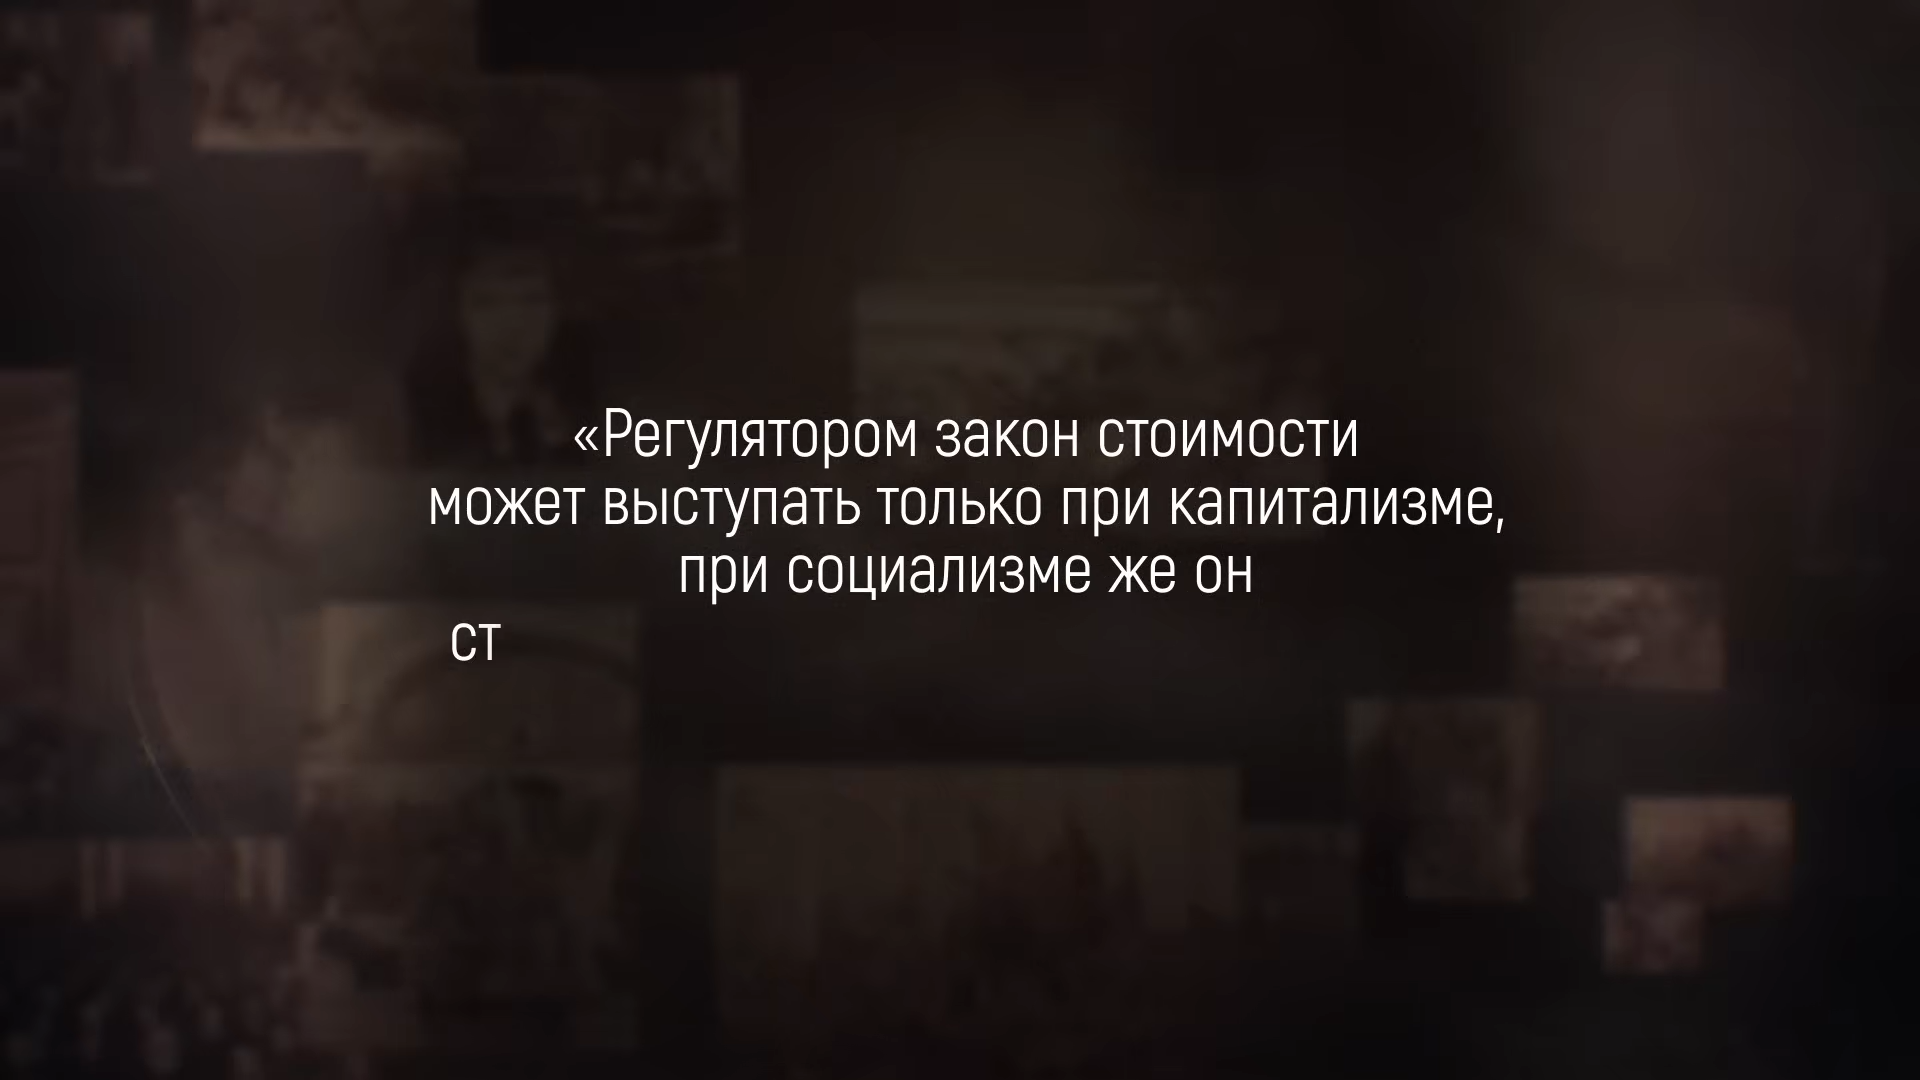 «Регулятором закон стоимости
может выступать только при капитализме,
при социализме же он
ст